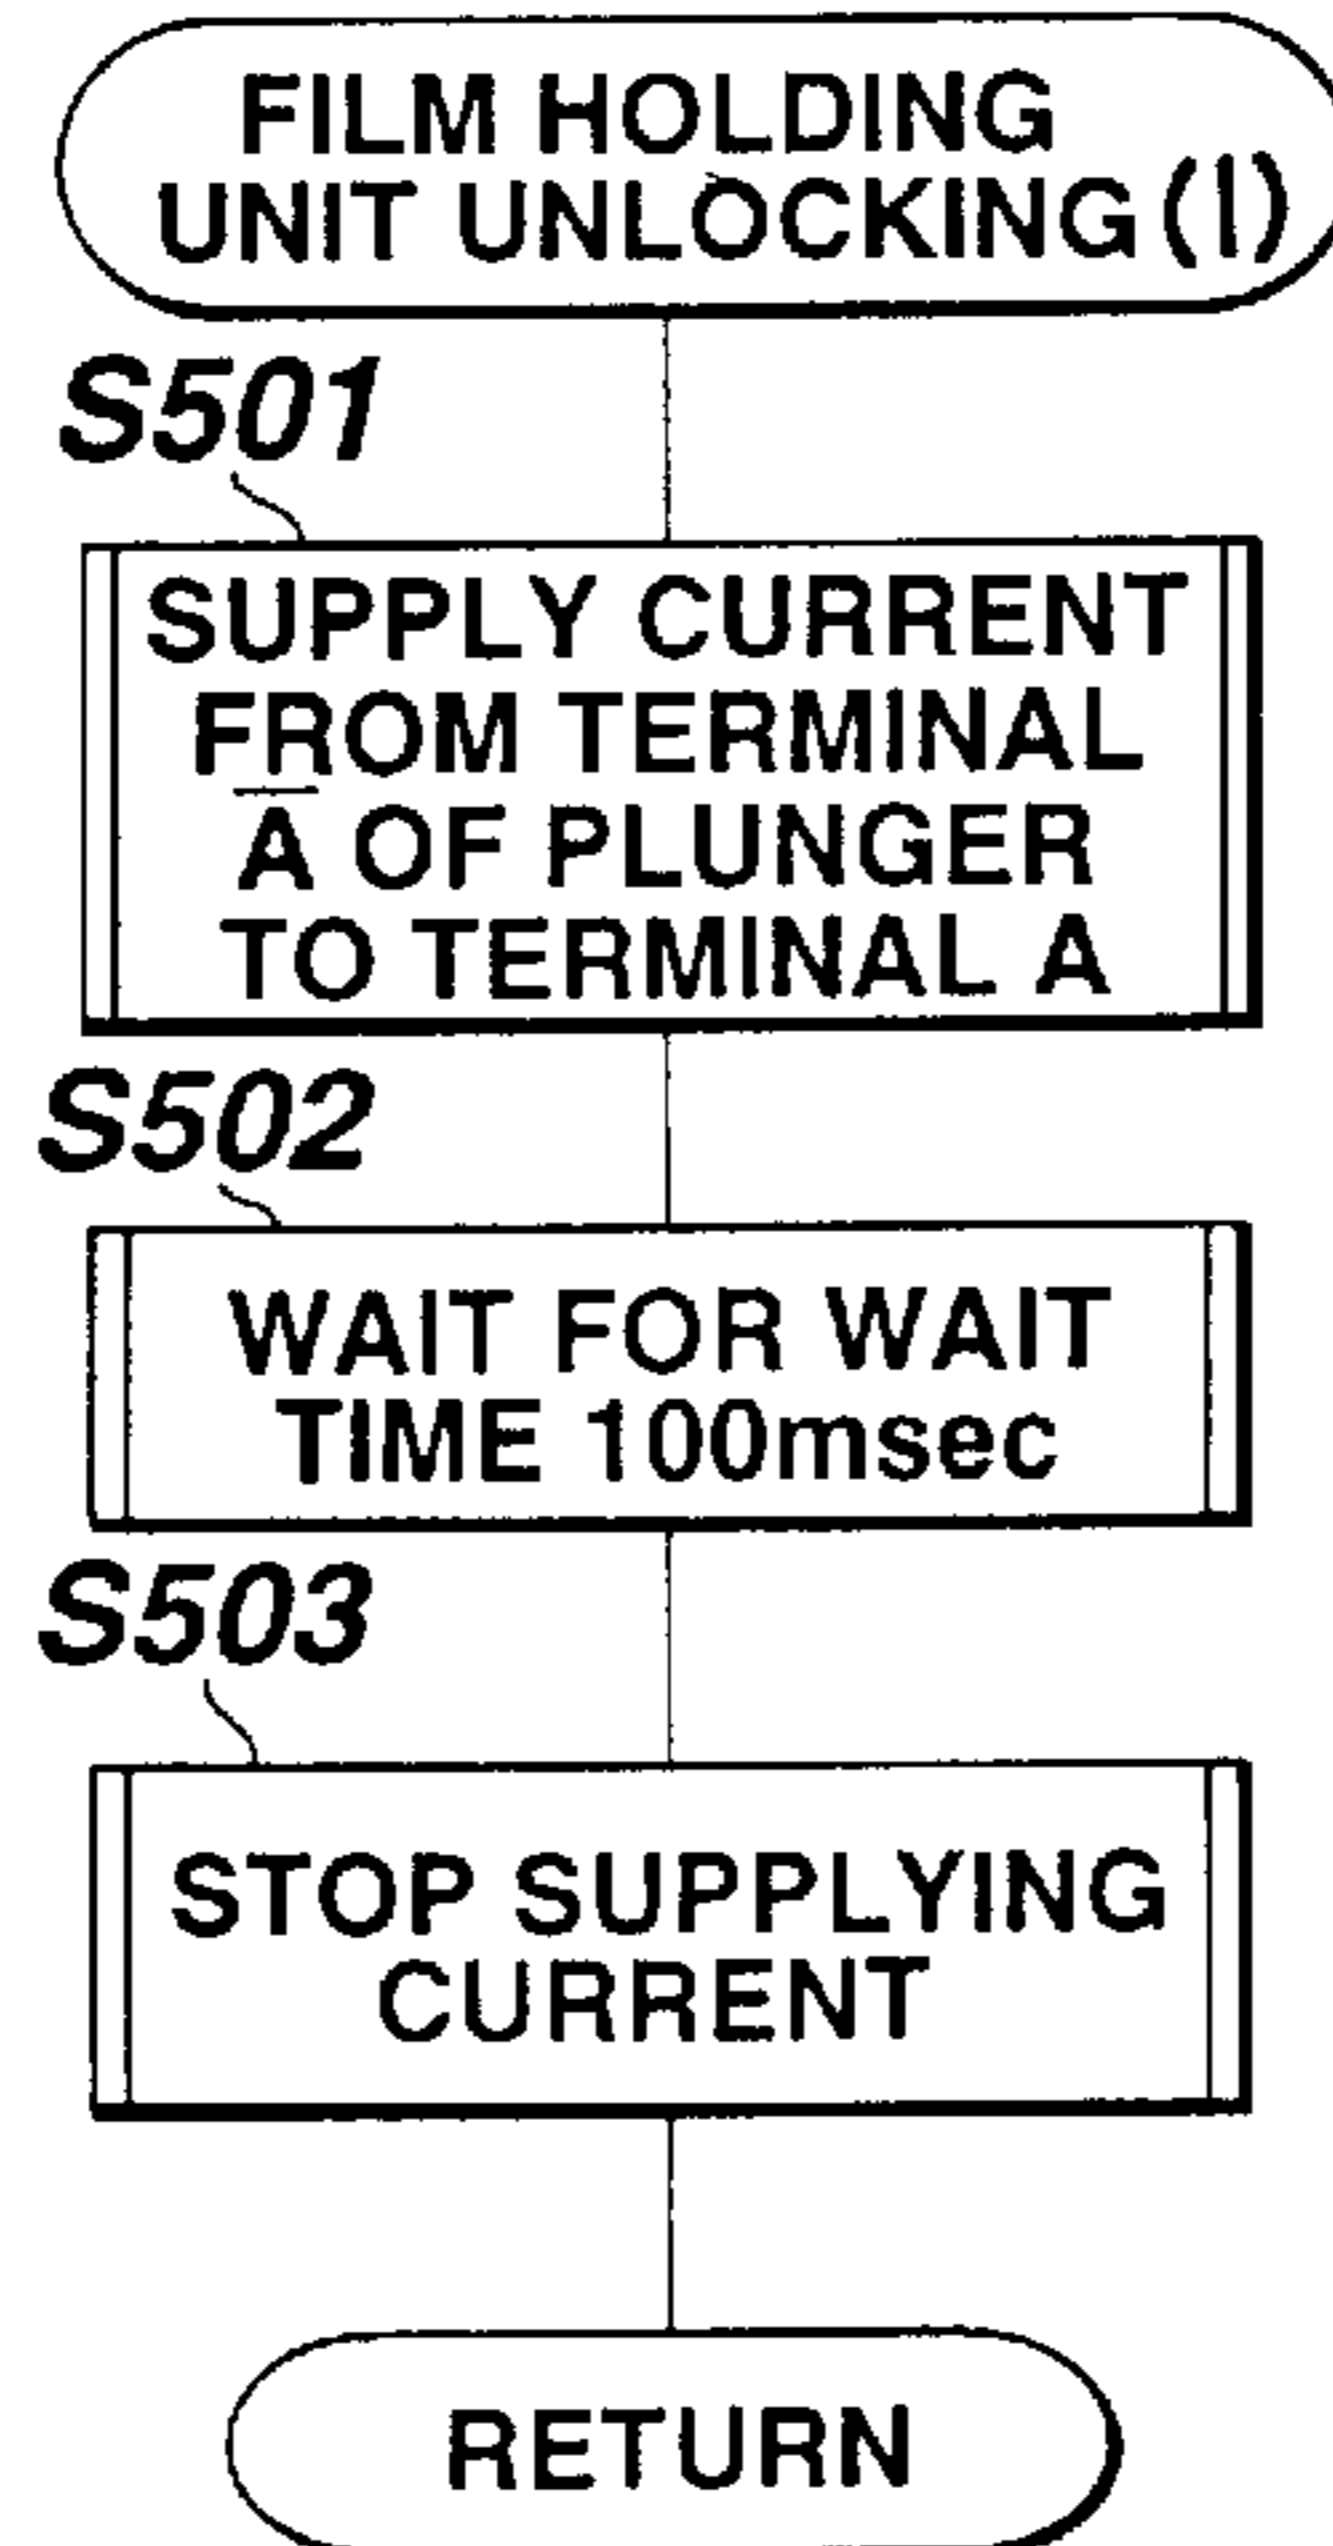 FILM HOLDING
UNIT UNLOCKING (1)
S501
SUPPLY CURRENT
FROM TERMINAL
A̅ OF PLUNGER
TO TERMINAL A
S502
WAIT FOR WAIT
TIME 100msec
S503
STOP SUPPLYING
CURRENT
RETURN